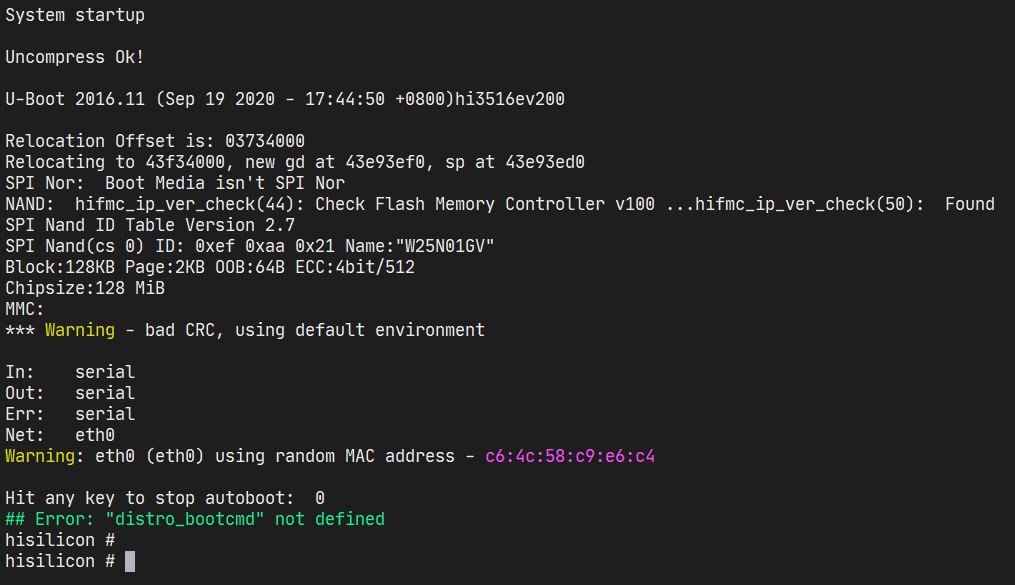 System startup
Uncompress Ok!
U-Boot 2016.11 (Sep 19 2020 - 17:44:50 +0800)hi3516ev200
Relocation Offset is: 03734000
Relocating to 43f34000, new gd at 43e93ef0, sp at 43e93ed0
SPI Nor:  Boot Media isn't SPI Nor
NAND:  hifmc_ip_ver_check(44): Check Flash Memory Controller v100 ...hifmc_ip_ver_check(50):  Found
SPI Nand ID Table Version 2.7
SPI Nand(cs 0) ID: 0xef 0xaa 0x21 Name:"W25N01GV"
Block:128KB Page:2KB OOB:64B ECC:4bit/512
Chipsize:128 MiB
MMC:
*** Warning - bad CRC, using default environment
In:    serial
Out:   serial
Err:   serial
Net:   eth0
Warning: eth0 (eth0) using random MAC address - c6:4c:58:c9:e6:c4
Hit any key to stop autoboot:  0
## Error: "distro_bootcmd" not defined
hisilicon #
hisilicon #